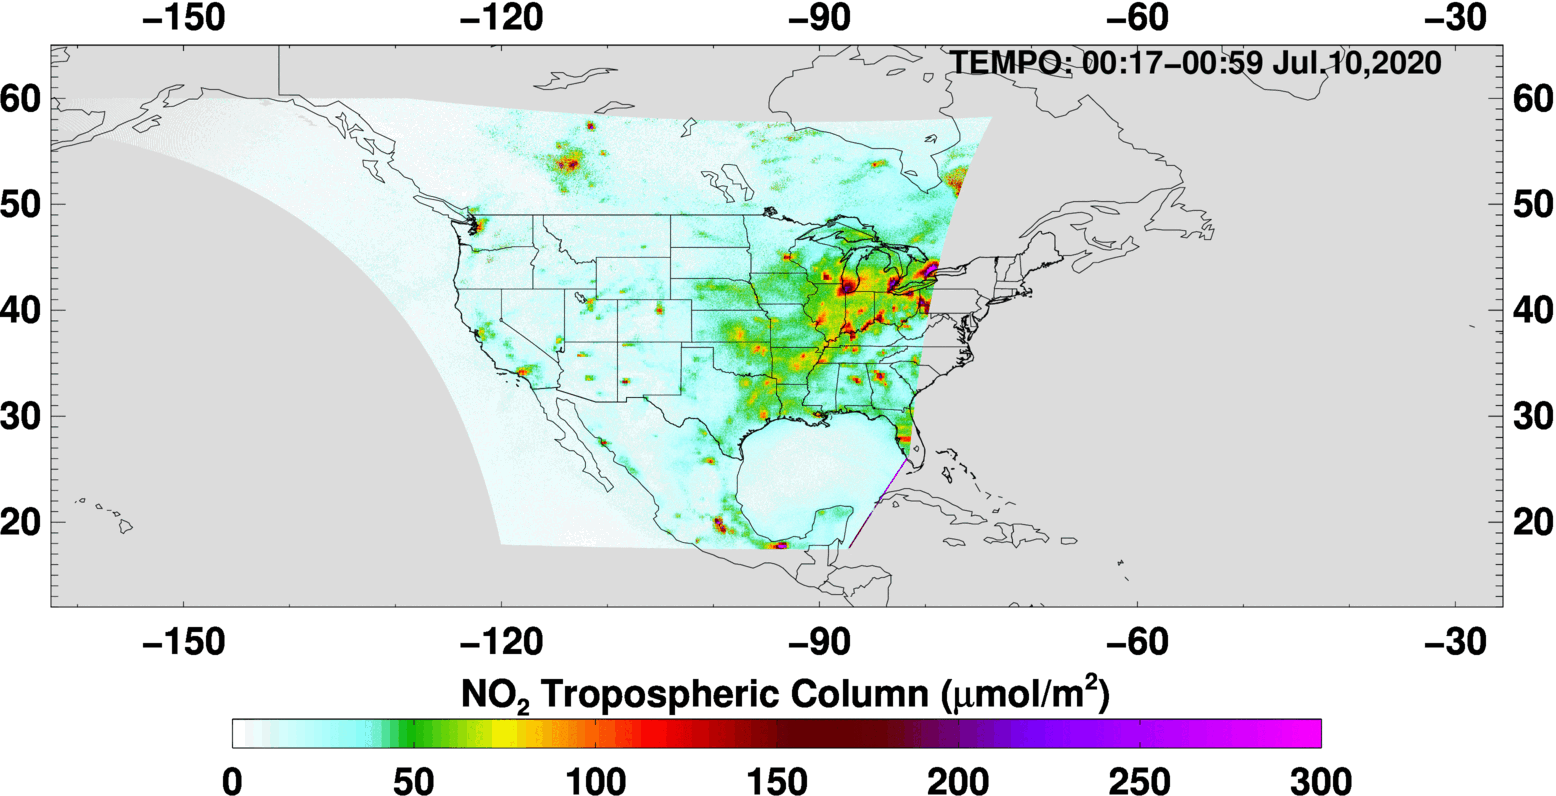 −150 −120 −90 −60 −30
TEMPO: 00:17−00:59 Jul.10,2020
60 60
50 50
40 40
30 30
20 20
−150 −120 −90 −60 −30
NO₂ Tropospheric Column (μmol/m²)
0 50 100 150 200 250 300